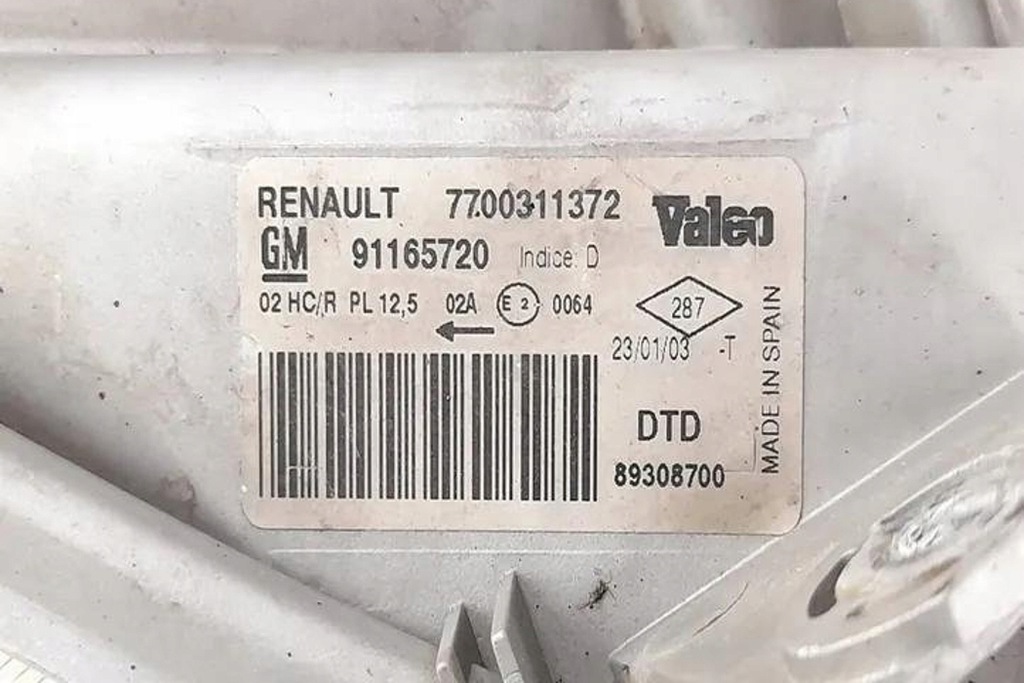 RENAULT 7700311372 Valeo
GM 91165720 Indice: D
02 HC/R PL 12,5 02A E 2 0064
287
23/01/03 -T
DTD
89308700
MADE IN SPAIN